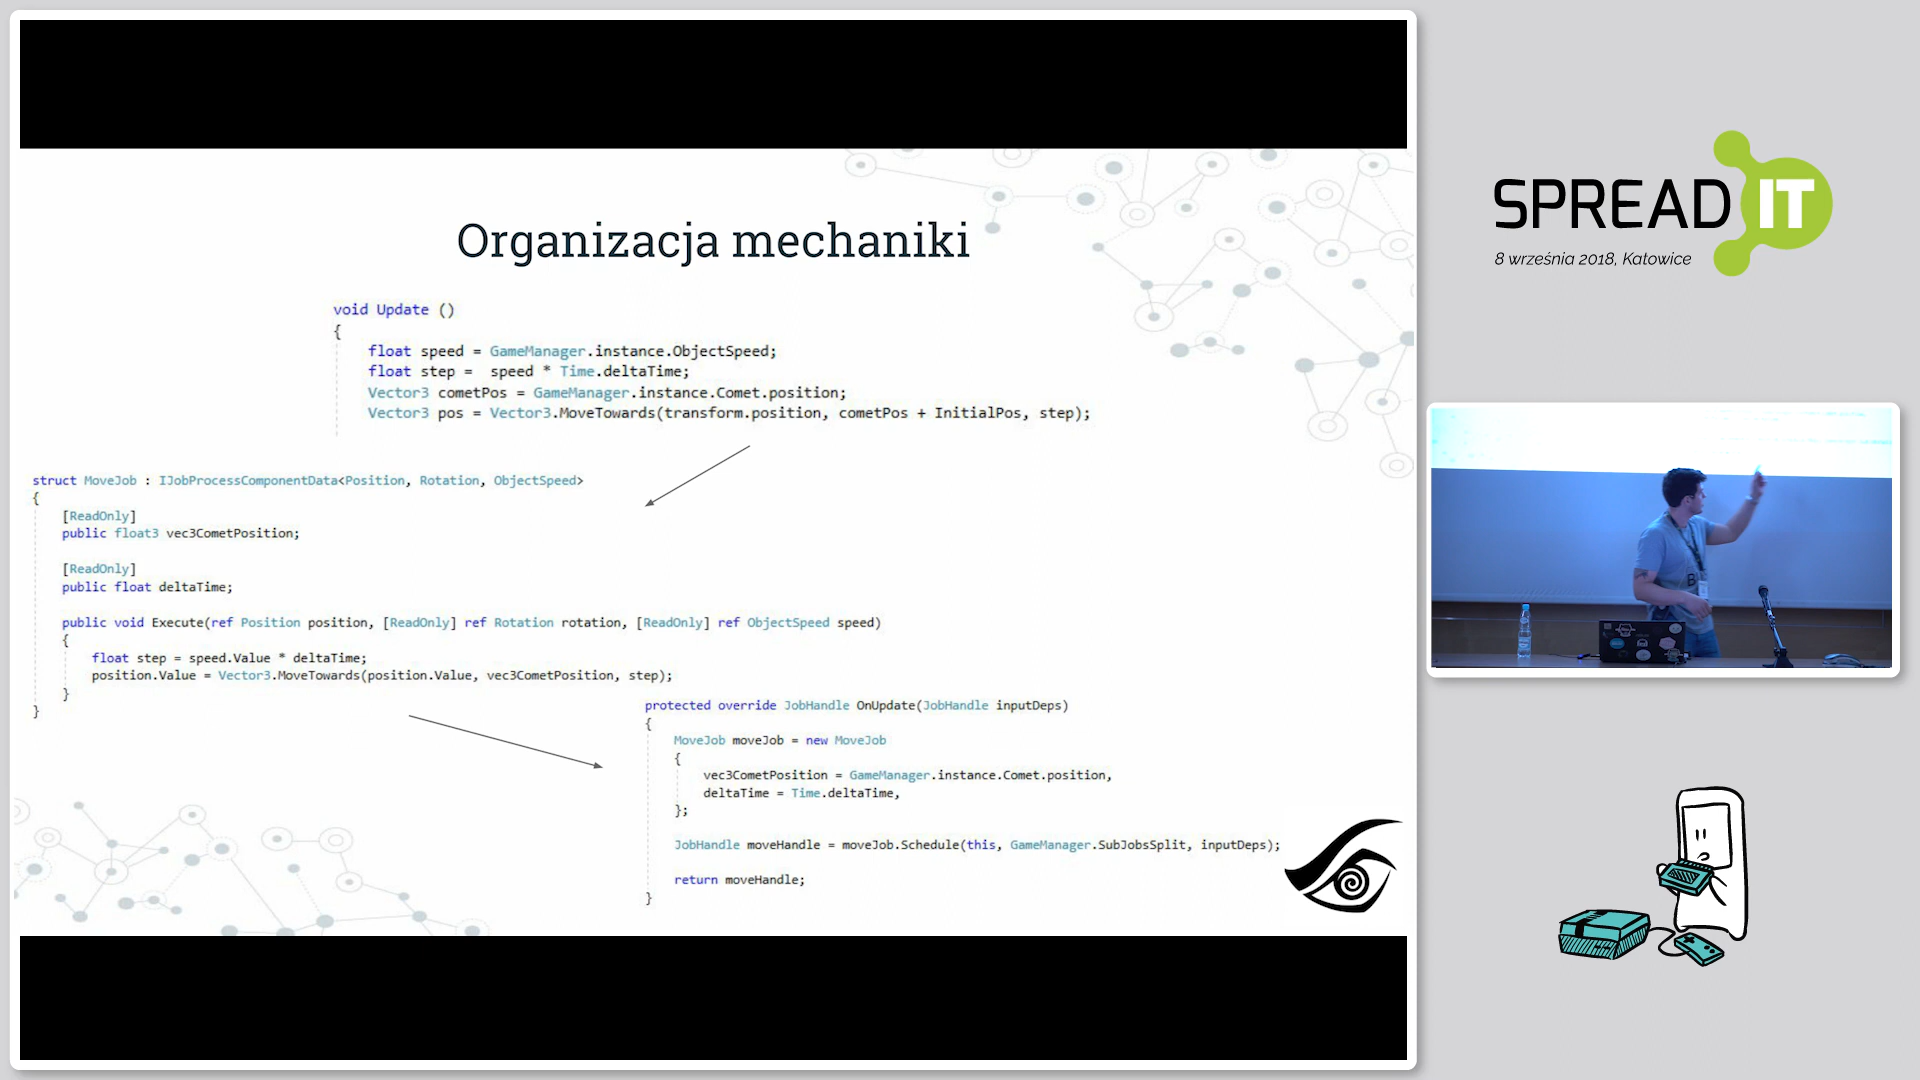 Organizacja mechaniki
void Update ()
{
float speed = GameManager.instance.ObjectSpeed;
float step =  speed * Time.deltaTime;
Vector3 cometPos = GameManager.instance.Comet.position;
Vector3 pos = Vector3.MoveTowards(transform.position, cometPos + InitialPos, step);
struct MoveJob : IJobProcessComponentData<Position, Rotation, ObjectSpeed>
{
[ReadOnly]
public float3 vec3CometPosition;
[ReadOnly]
public float deltaTime;
public void Execute(ref Position position, [ReadOnly] ref Rotation rotation, [ReadOnly] ref ObjectSpeed speed)
{
float step = speed.Value * deltaTime;
position.Value = Vector3.MoveTowards(position.Value, vec3CometPosition, step);
}
}
protected override JobHandle OnUpdate(JobHandle inputDeps)
{
MoveJob moveJob = new MoveJob
{
vec3CometPosition = GameManager.instance.Comet.position,
deltaTime = Time.deltaTime,
};
JobHandle moveHandle = moveJob.Schedule(this, GameManager.SubJobsSplit, inputDeps);
return moveHandle;
}
SPREAD IT
8 września 2018, Katowice